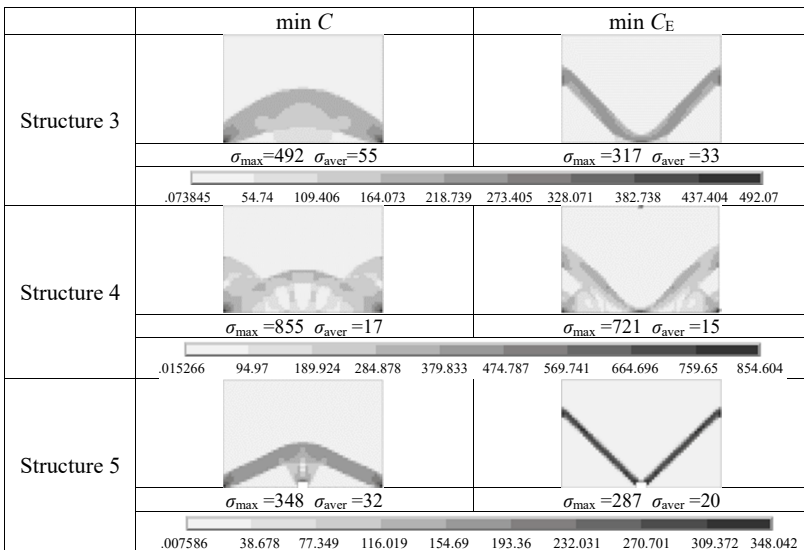 min C min C_E
Structure 3
σmax=492 σaver=55 σmax =317 σaver =33
.073845 54.74 109.406 164.073 218.739 273.405 328.071 382.738 437.404 492.07
Structure 4
σmax =855 σaver =17 σmax =721 σaver =15
.015266 94.97 189.924 284.878 379.833 474.787 569.741 664.696 759.65 854.604
Structure 5
σmax =348 σaver =32 σmax =287 σaver =20
.007586 38.678 77.349 116.019 154.69 193.36 232.031 270.701 309.372 348.042